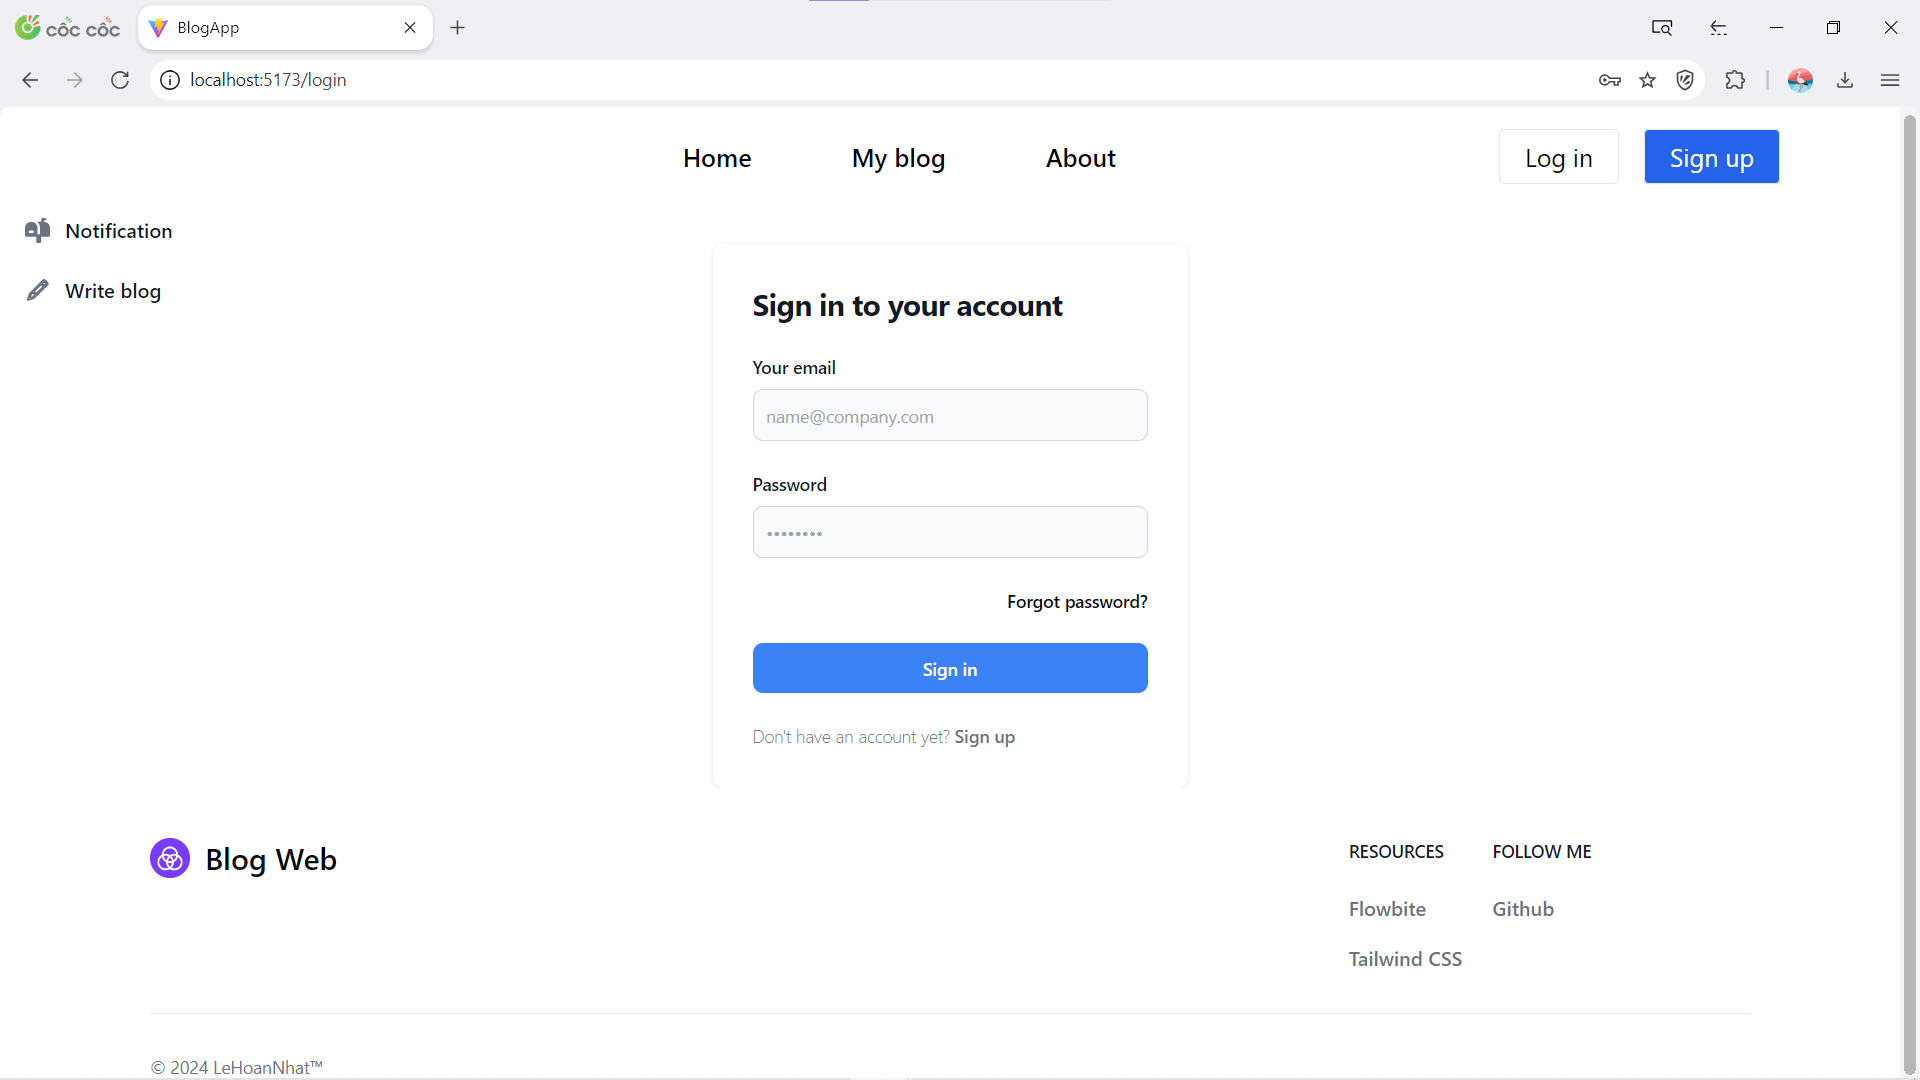 cốc cốc
BlogApp
localhost:5173/login
Home
My blog
About
Log in
Sign up
Notification
Write blog
Sign in to your account
Your email
name@company.com
Password
••••••••
Forgot password?
Sign in
Don't have an account yet? Sign up
Blog Web
RESOURCES
FOLLOW ME
Flowbite
Github
Tailwind CSS
© 2024 LeHoanNhat™